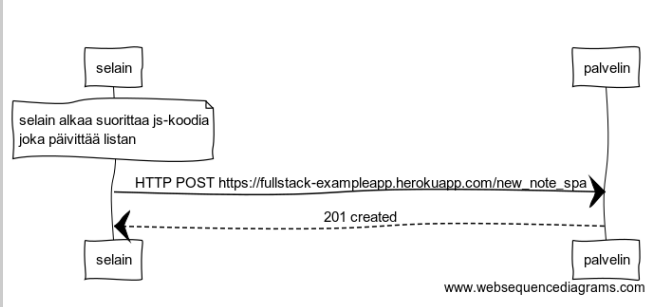 selain
palvelin
selain alkaa suorittaa js-koodia
joka päivittää listan
HTTP POST https://fullstack-exampleapp.herokuapp.com/new_note_spa
201 created
selain
palvelin
www.websequencediagrams.com